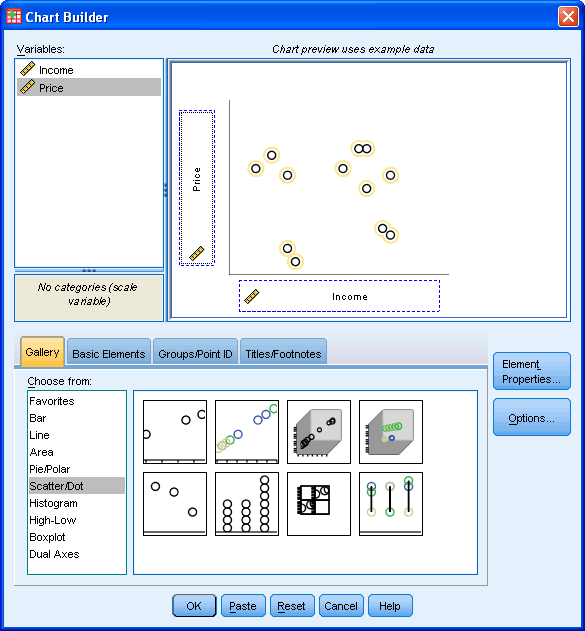 Chart Builder
Variables:
Chart preview uses example data
Income
Price
Price
Income
No categories (scale
variable)
Gallery
Basic Elements
Groups/Point ID
Titles/Footnotes
Element
Properties...
Options...
Choose from:
Favorites
Bar
Line
Area
Pie/Polar
Scatter/Dot
Histogram
High-Low
Boxplot
Dual Axes
OK
Paste
Reset
Cancel
Help